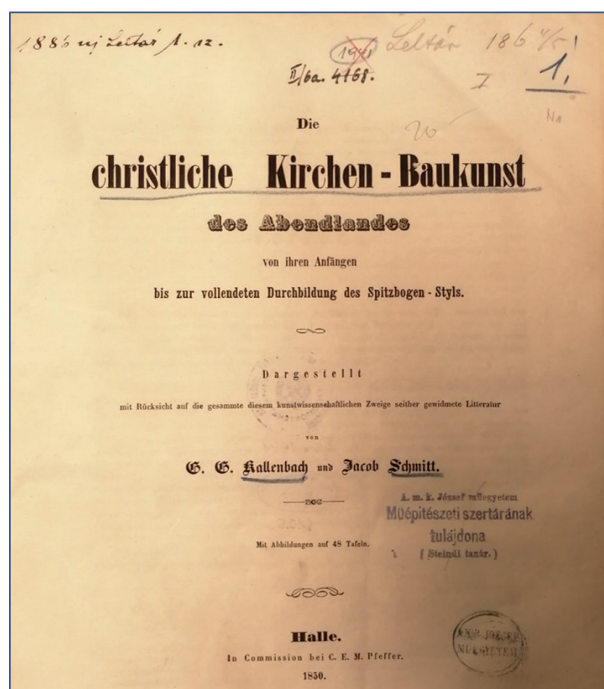 1886 uj Leltár 1. sz.
Leltár 186
1941
II/6a. 4168.
I
1,
Die
christliche Kirchen - Baukunst
des Abendlandes
von ihren Anfängen
bis zur vollendeten Durchbildung des Spitzbogen - Styls.
Dargestellt
mit Rücksicht auf die gesammte diesem kunstwissenschaftlichen Zweige seither gewidmete Litteratur
von
G. G. Kallenbach und Jacob Schmitt.
A. m. k. József műegyetem
Műépitészeti szertárának
tulajdona
( Steindl tanár. )
Mit Abbildungen auf 48 Tafeln.
Halle.
In Commission bei C. E. M. Pfeffer.
1850.